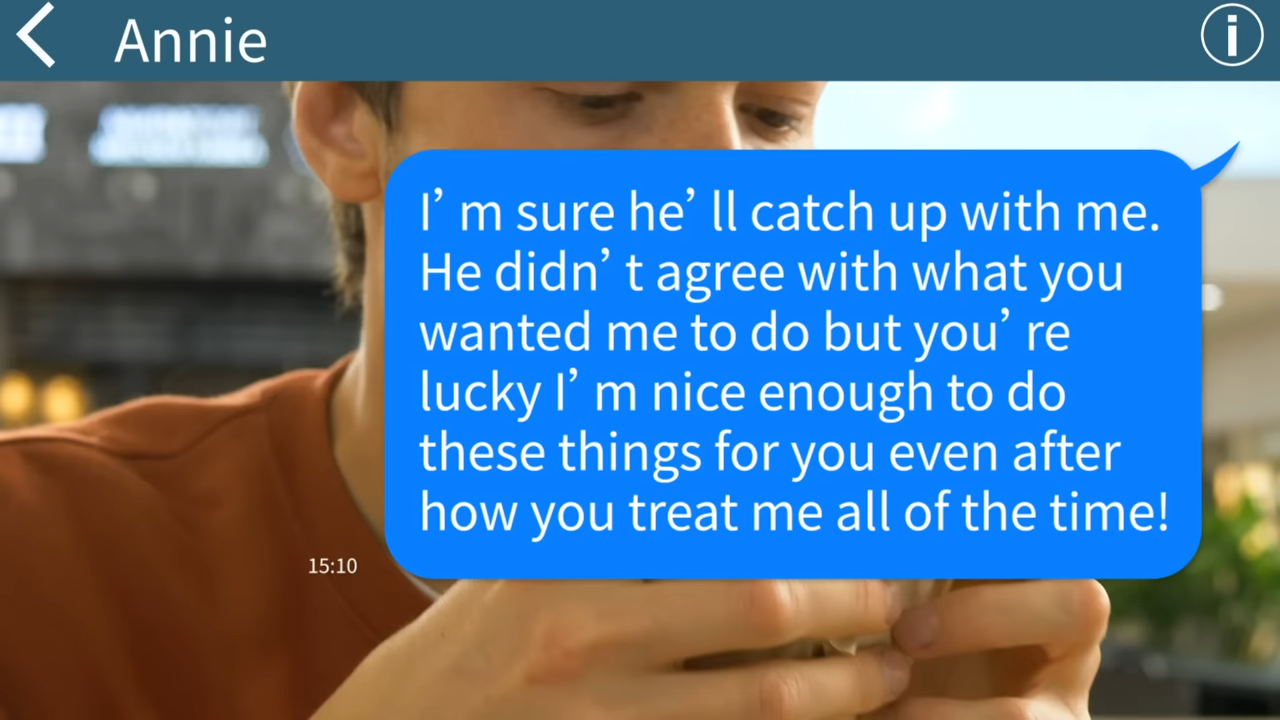 Annie
I’ m sure he’ ll catch up with me.
He didn’ t agree with what you
wanted me to do but you’ re
lucky I’ m nice enough to do
these things for you even after
how you treat me all of the time!
15:10